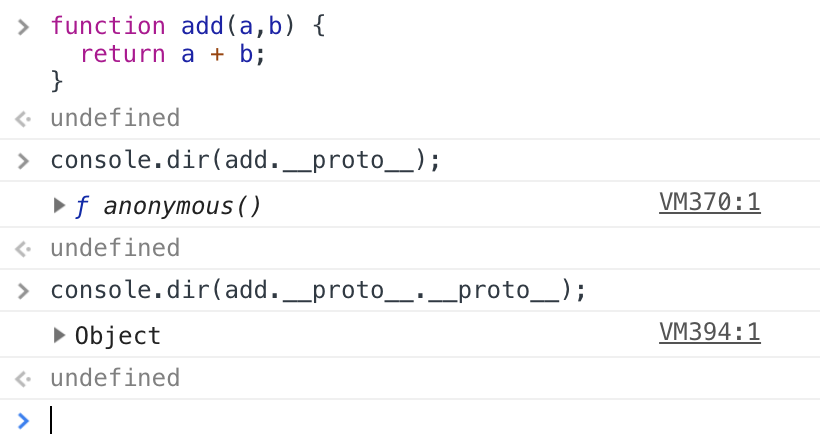 function add(a,b) {
return a + b;
}
undefined
console.dir(add.__proto__);
ƒ anonymous() VM370:1
undefined
console.dir(add.__proto__.__proto__);
Object VM394:1
undefined